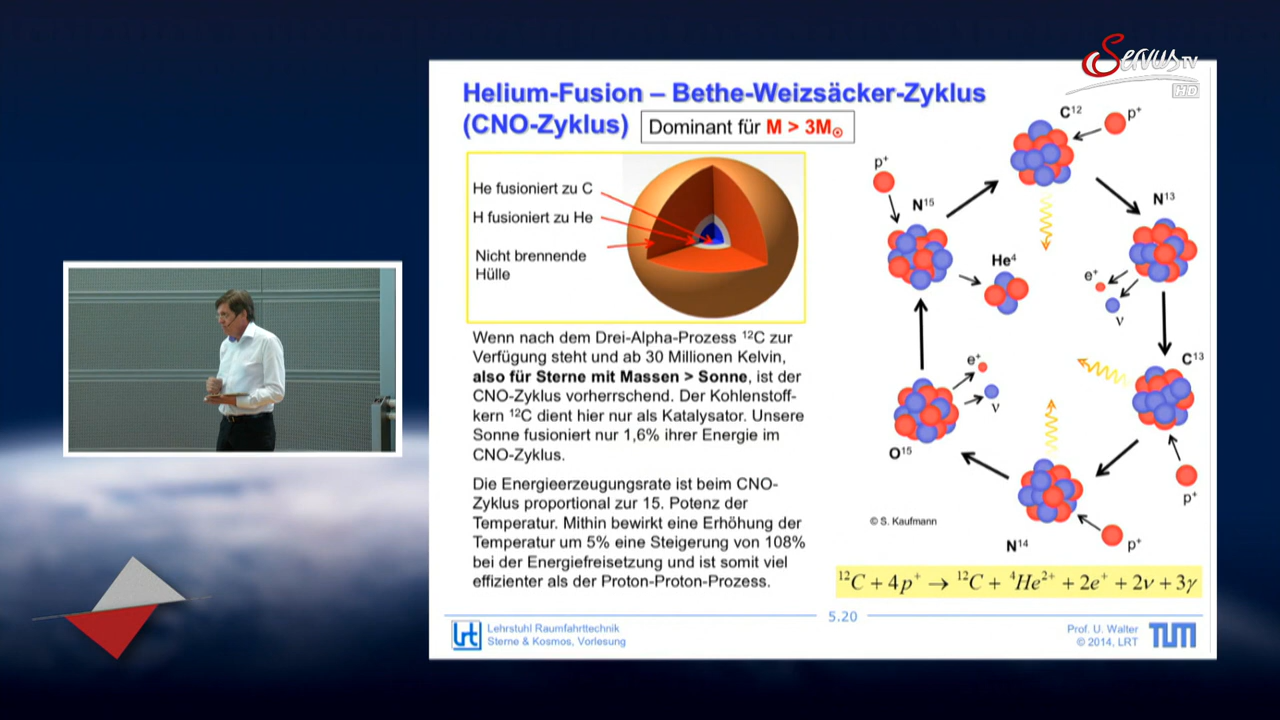 Servus TV
HD
Helium-Fusion – Bethe-Weizsäcker-Zyklus
(CNO-Zyklus)
Dominant für M > 3M☉
He fusioniert zu C
H fusioniert zu He
Nicht brennende
Hülle
Wenn nach dem Drei-Alpha-Prozess ¹²C zur
Verfügung steht und ab 30 Millionen Kelvin,
also für Sterne mit Massen > Sonne, ist der
CNO-Zyklus vorherrschend. Der Kohlenstoff-
kern ¹²C dient hier nur als Katalysator. Unsere
Sonne fusioniert nur 1,6% ihrer Energie im
CNO-Zyklus.
Die Energieerzeugungsrate ist beim CNO-
Zyklus proportional zur 15. Potenz der
Temperatur. Mithin bewirkt eine Erhöhung der
Temperatur um 5% eine Steigerung von 108%
bei der Energiefreisetzung und ist somit viel
effizienter als der Proton-Proton-Prozess.
C¹²
p⁺
p⁺
N¹⁵
N¹³
He⁴
e⁺
ν
C¹³
e⁺
ν
O¹⁵
p⁺
© S. Kaufmann
N¹⁴
p⁺
¹²C + 4p⁺ → ¹²C + ⁴He²⁺ + 2e⁺ + 2ν + 3γ
lrt
Lehrstuhl Raumfahrttechnik
Sterne & Kosmos, Vorlesung
5.20
Prof. U. Walter
© 2014, LRT
TUM